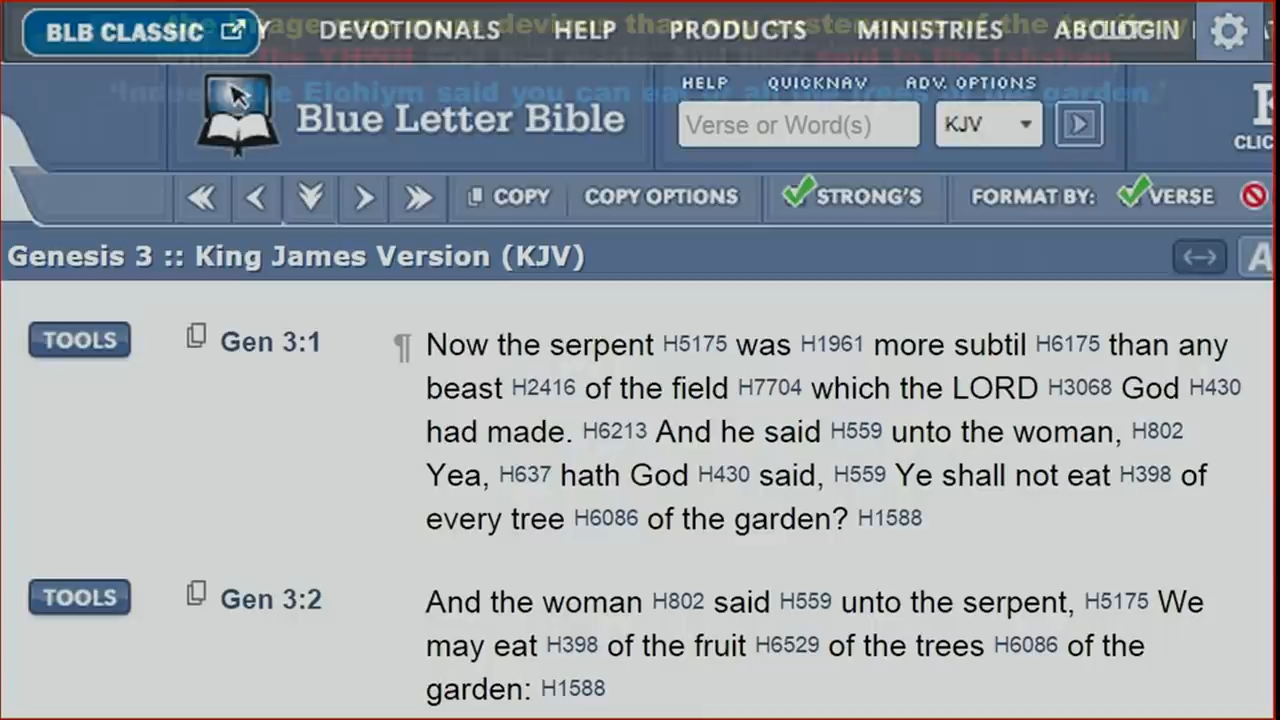 BLB CLASSIC DEVOTIONALS HELP PRODUCTS MINISTRIES LOGIN
HELP QUICKNAV ADV. OPTIONS
Blue Letter Bible Verse or Word(s) KJV
COPY COPY OPTIONS STRONG'S FORMAT BY: VERSE
Genesis 3 :: King James Version (KJV) A
TOOLS Gen 3:1 ¶ Now the serpent H5175 was H1961 more subtil H6175 than any
beast H2416 of the field H7704 which the LORD H3068 God H430
had made. H6213 And he said H559 unto the woman, H802
Yea, H637 hath God H430 said, H559 Ye shall not eat H398 of
every tree H6086 of the garden? H1588
TOOLS Gen 3:2 And the woman H802 said H559 unto the serpent, H5175 We
may eat H398 of the fruit H6529 of the trees H6086 of the
garden: H1588